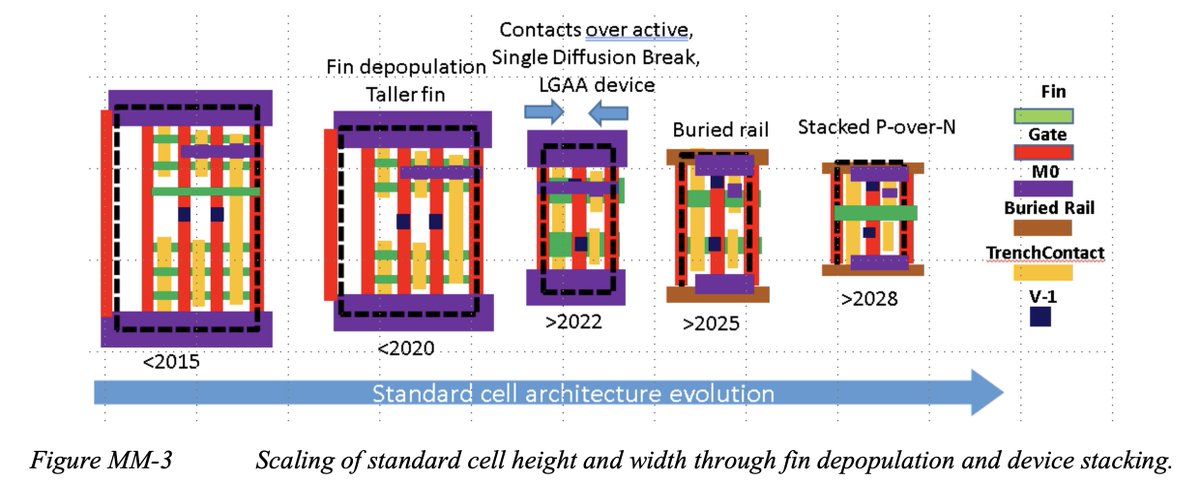 Contacts over active,
Single Diffusion Break,
LGAA device
Fin depopulation
Taller fin
Buried rail
Stacked P-over-N
<2015
<2020
>2022
>2025
>2028
Fin
Gate
M0
Buried Rail
TrenchContact
V-1
Standard cell architecture evolution
Figure MM-3 Scaling of standard cell height and width through fin depopulation and device stacking.